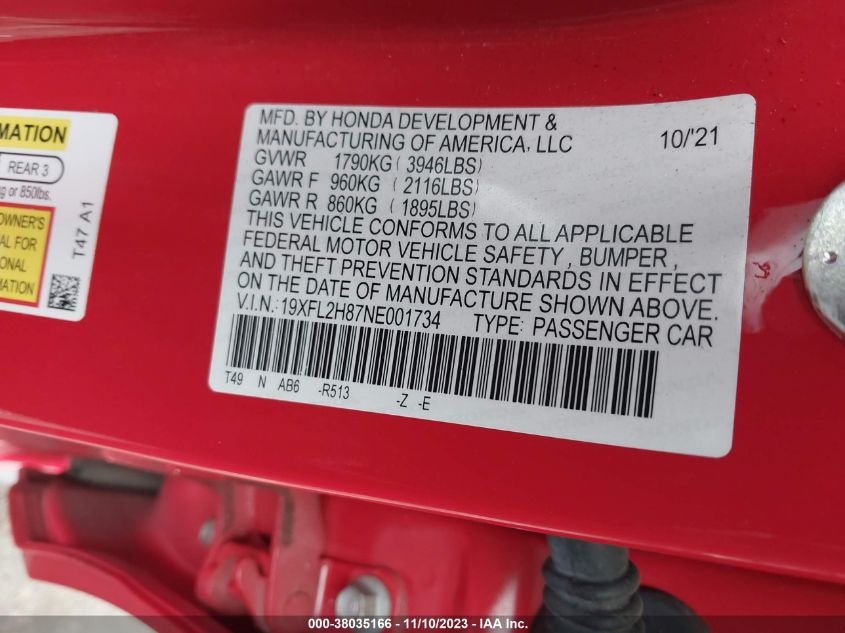 MATION
REAR 3
g or 850lbs.
OWNER'S
AL FOR
ONAL
RMATION
T47 A1
MFD. BY HONDA DEVELOPMENT &
MANUFACTURING OF AMERICA, LLC 10/'21
GVWR 1790KG ( 3946LBS)
GAWR F 960KG ( 2116LBS)
GAWR R 860KG ( 1895LBS)
THIS VEHICLE CONFORMS TO ALL APPLICABLE
FEDERAL MOTOR VEHICLE SAFETY, BUMPER,
AND THEFT PREVENTION STANDARDS IN EFFECT
ON THE DATE OF MANUFACTURE SHOWN ABOVE.
V.I.N.:19XFL2H87NE001734 TYPE: PASSENGER CAR
T49 N AB6 -R513 -Z -E
000-38035166 — 11/10/2023 — IAA Inc.